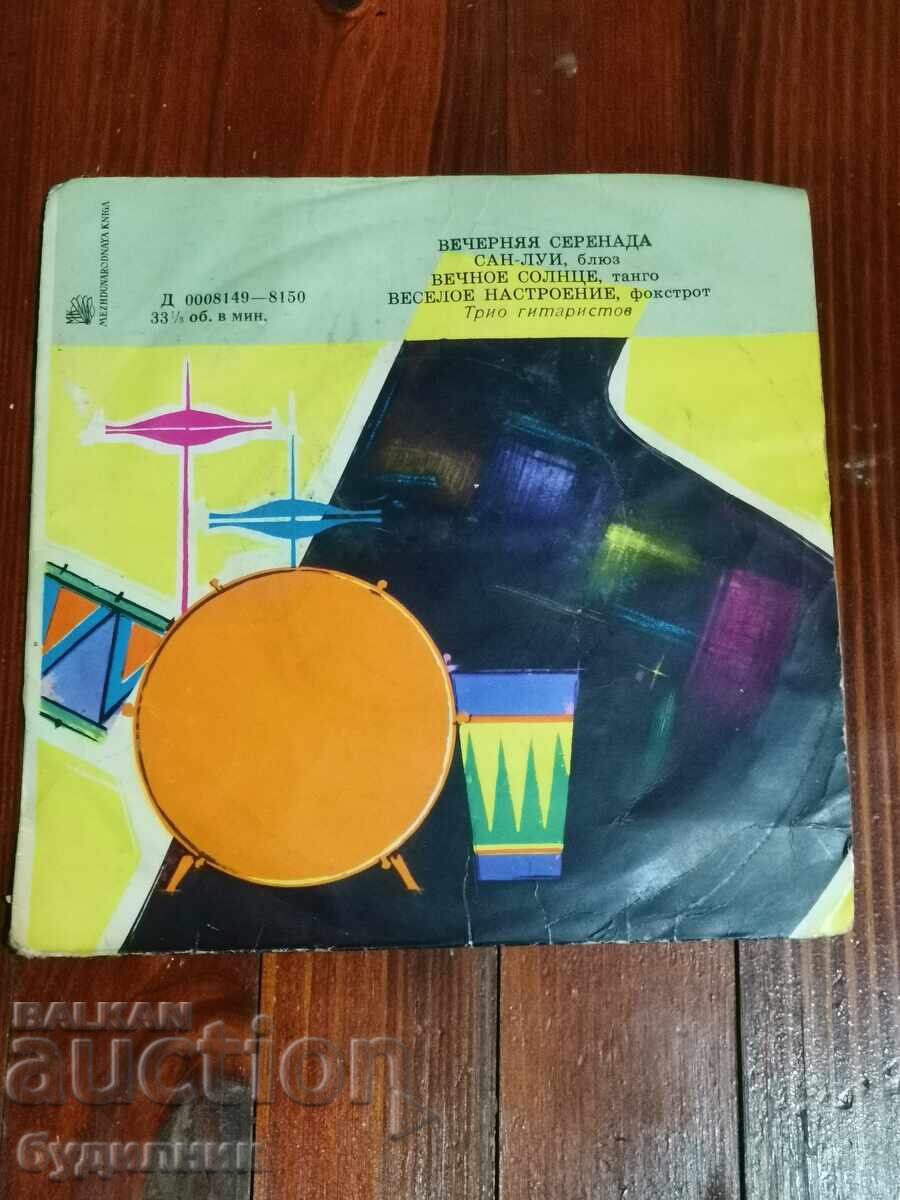 MEZHDUNARODNAYA KNIGA
ВЕЧЕРНЯЯ СЕРЕНАДА
САН-ЛУИ, блюз
ВЕЧНОЕ СОЛНЦЕ, танго
ВЕСЕЛОЕ НАСТРОЕНИЕ, фокстрот
Трио гитаристов
Д 0008149—8150
33⅓ об. в мин.
BALKAN
auction
будилник